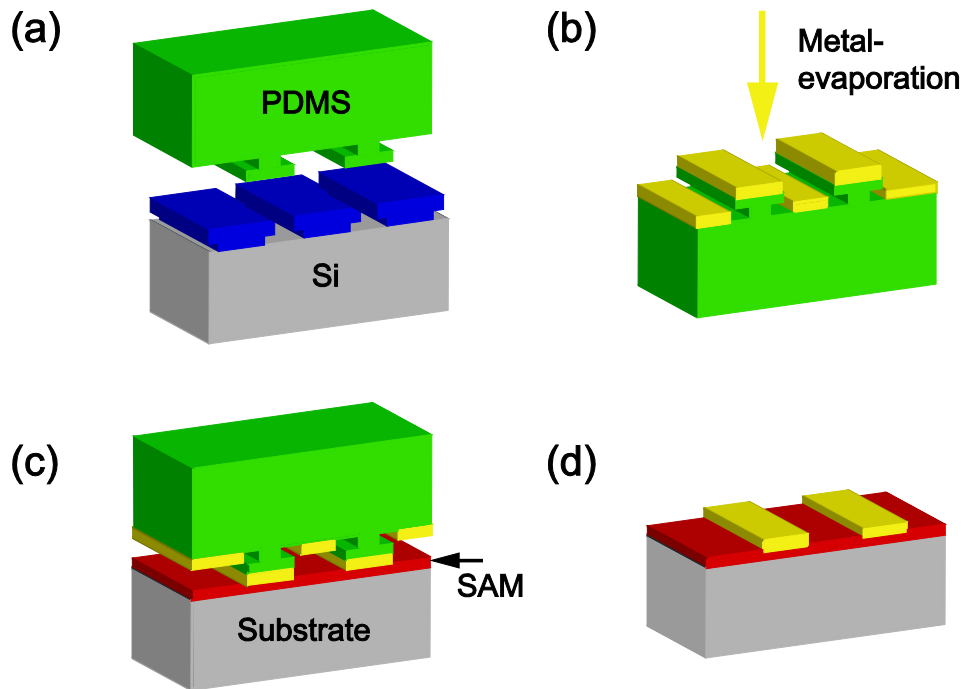 (a)
PDMS
Si
(b)
Metal-
evaporation
(c)
SAM
Substrate
(d)